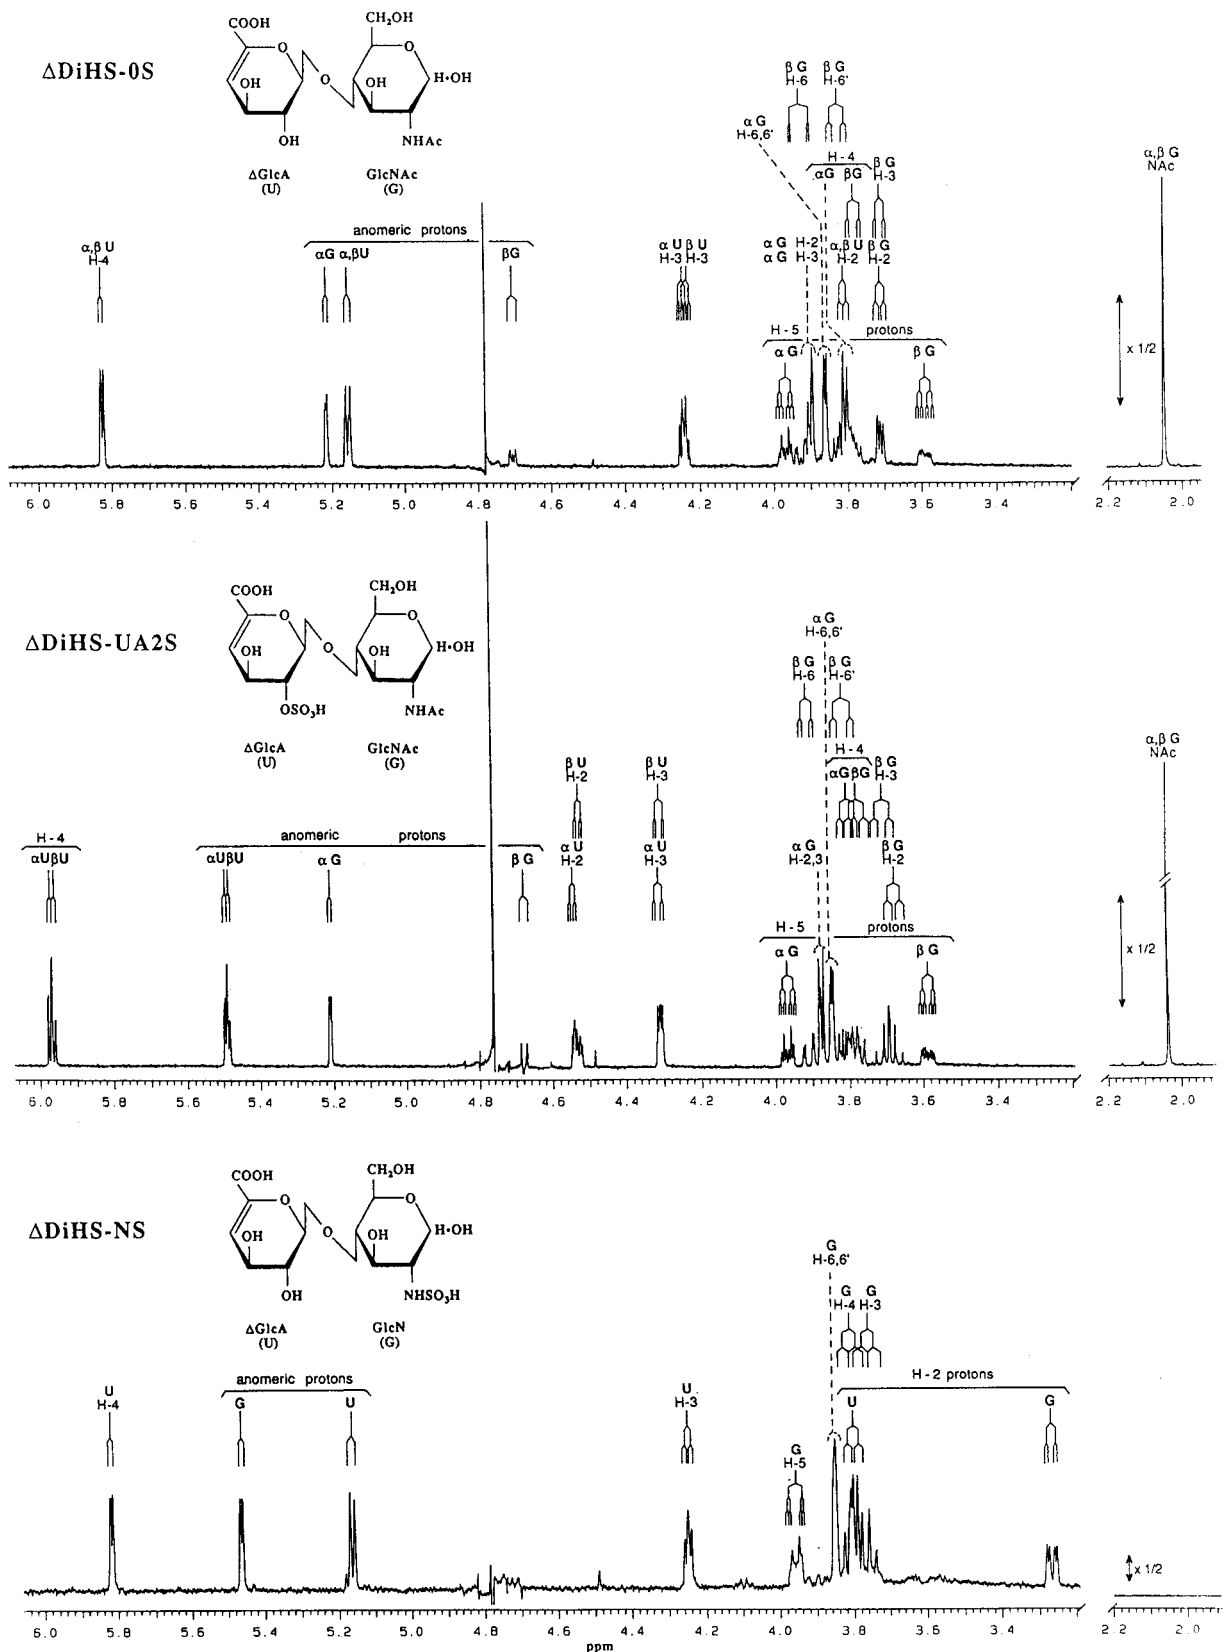 ΔDiHS-0S
COOH
O
OH
OH
O
CH₂OH
O
OH
H·OH
NHAc
ΔGlcA
(U)
GlcNAc
(G)
β G
H-6
β G
H-6'
α G
H-6,6'
H-4
αG
βG
β G
H-3
α,β G
NAc
α,β U
H-4
anomeric protons
αG
α,βU
βG
α U
H-3
β U
H-3
α G H-2
α G H-3
α,β U
H-2
β G
H-2
H-5 protons
α G
β G
x 1/2
6.0 5.8 5.6 5.4 5.2 5.0 4.8 4.6 4.4 4.2 4.0 3.8 3.6 3.4
2.2 2.0
ΔDiHS-UA2S
COOH
O
OH
OSO₃H
O
CH₂OH
O
OH
H·OH
NHAc
ΔGlcA
(U)
GlcNAc
(G)
α G
H-6,6'
β G
H-6
β G
H-6'
H-4
αG
βG
β G
H-3
α,β G
NAc
β U
H-2
β U
H-3
H-4
αU
βU
anomeric protons
αU
βU
α G
β G
α U
H-2
α U
H-3
α G
H-2,3
β G
H-2
H-5 protons
α G
β G
x 1/2
6.0 5.8 5.6 5.4 5.2 5.0 4.8 4.6 4.4 4.2 4.0 3.8 3.6 3.4
2.2 2.0
ΔDiHS-NS
COOH
O
OH
OH
O
CH₂OH
O
OH
H·OH
NHSO₃H
ΔGlcA
(U)
GlcN
(G)
G
H-6,6'
G
H-4
G
H-3
U
H-4
anomeric protons
G
U
U
H-3
G
H-5
H-2 protons
U
G
x 1/2
6.0 5.8 5.6 5.4 5.2 5.0 4.8 4.6 4.4 4.2 4.0 3.8 3.6 3.4
2.2 2.0
ppm